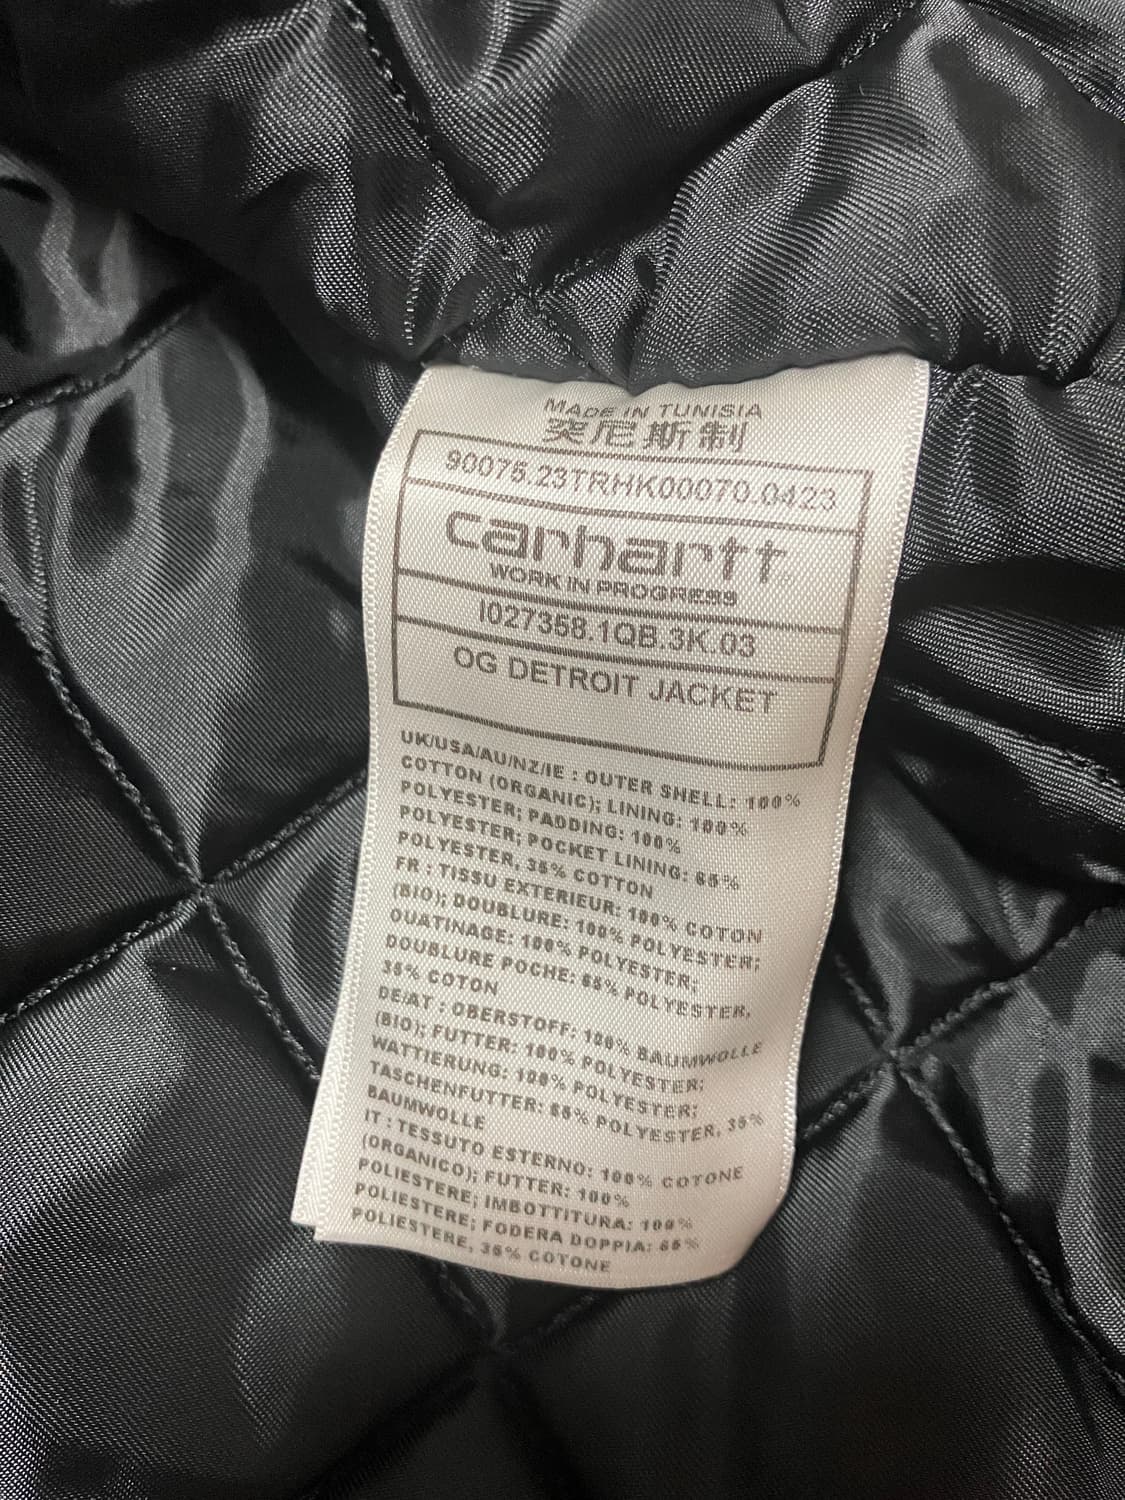 MADE IN TUNISIA
突尼斯制
90075.23TRHK00070.0423
carhartt
WORK IN PROGRESS
I027358.1QB.3K.03
OG DETROIT JACKET
UK/USA/AU/NZ/IE : OUTER SHELL: 100%
COTTON (ORGANIC); LINING: 100%
POLYESTER; PADDING: 100%
POLYESTER; POCKET LINING: 65%
POLYESTER, 35% COTTON
FR : TISSU EXTERIEUR: 100% COTON
(BIO); DOUBLURE: 100% POLYESTER;
OUATINAGE: 100% POLYESTER;
DOUBLURE POCHE: 65% POLYESTER,
35% COTON
DE/AT : OBERSTOFF: 100% BAUMWOLLE
(BIO); FUTTER: 100% POLYESTER;
WATTIERUNG: 100% POLYESTER;
TASCHENFUTTER: 65% POLYESTER, 35%
BAUMWOLLE
IT : TESSUTO ESTERNO: 100% COTONE
(ORGANICO); FUTTER: 100%
POLIESTERE; IMBOTTITURA: 100%
POLIESTERE; FODERA DOPPIA: 65%
POLIESTERE, 35% COTONE